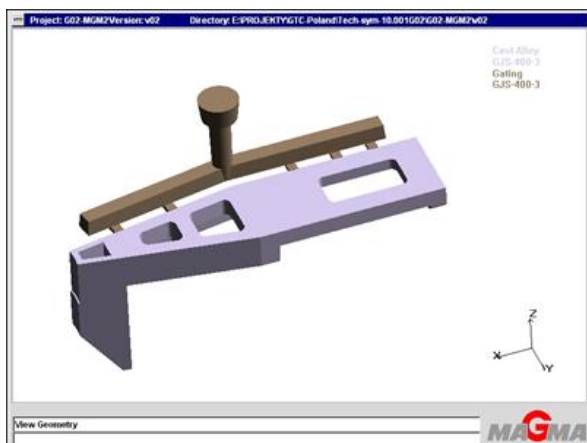 Project: G02-MGM2Version: v02 Directory: E:\PROJEKTY\GTC-Poland\Tech-sym-10.001G02\G02-MGM2\v02
Cast Alloy
GJS-400-3
Gating
GJS-400-3
Z
X
Y
View Geometry
MAGMA